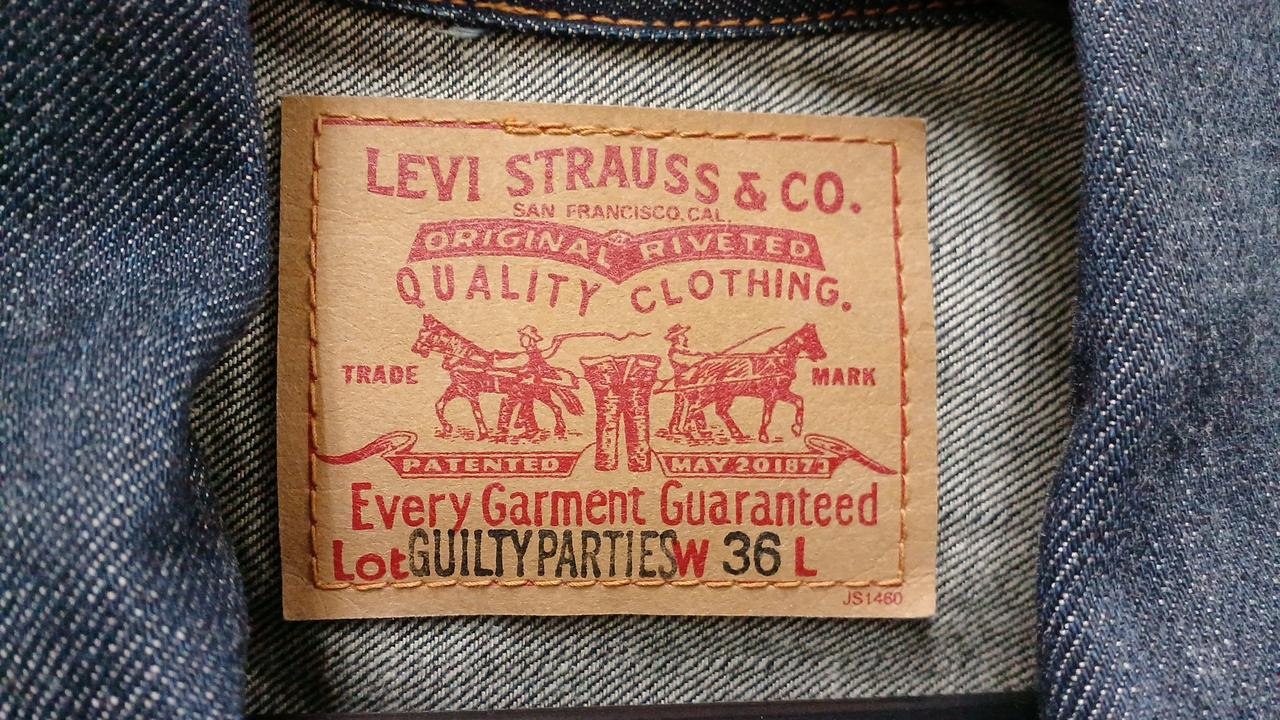 LEVI STRAUSS & CO.
SAN FRANCISCO, CAL.
ORIGINAL RIVETED
QUALITY CLOTHING.
TRADE MARK
PATENTED MAY 20 1873
Every Garment Guaranteed
Lot GUILTY PARTIES W 36 L
JS1460